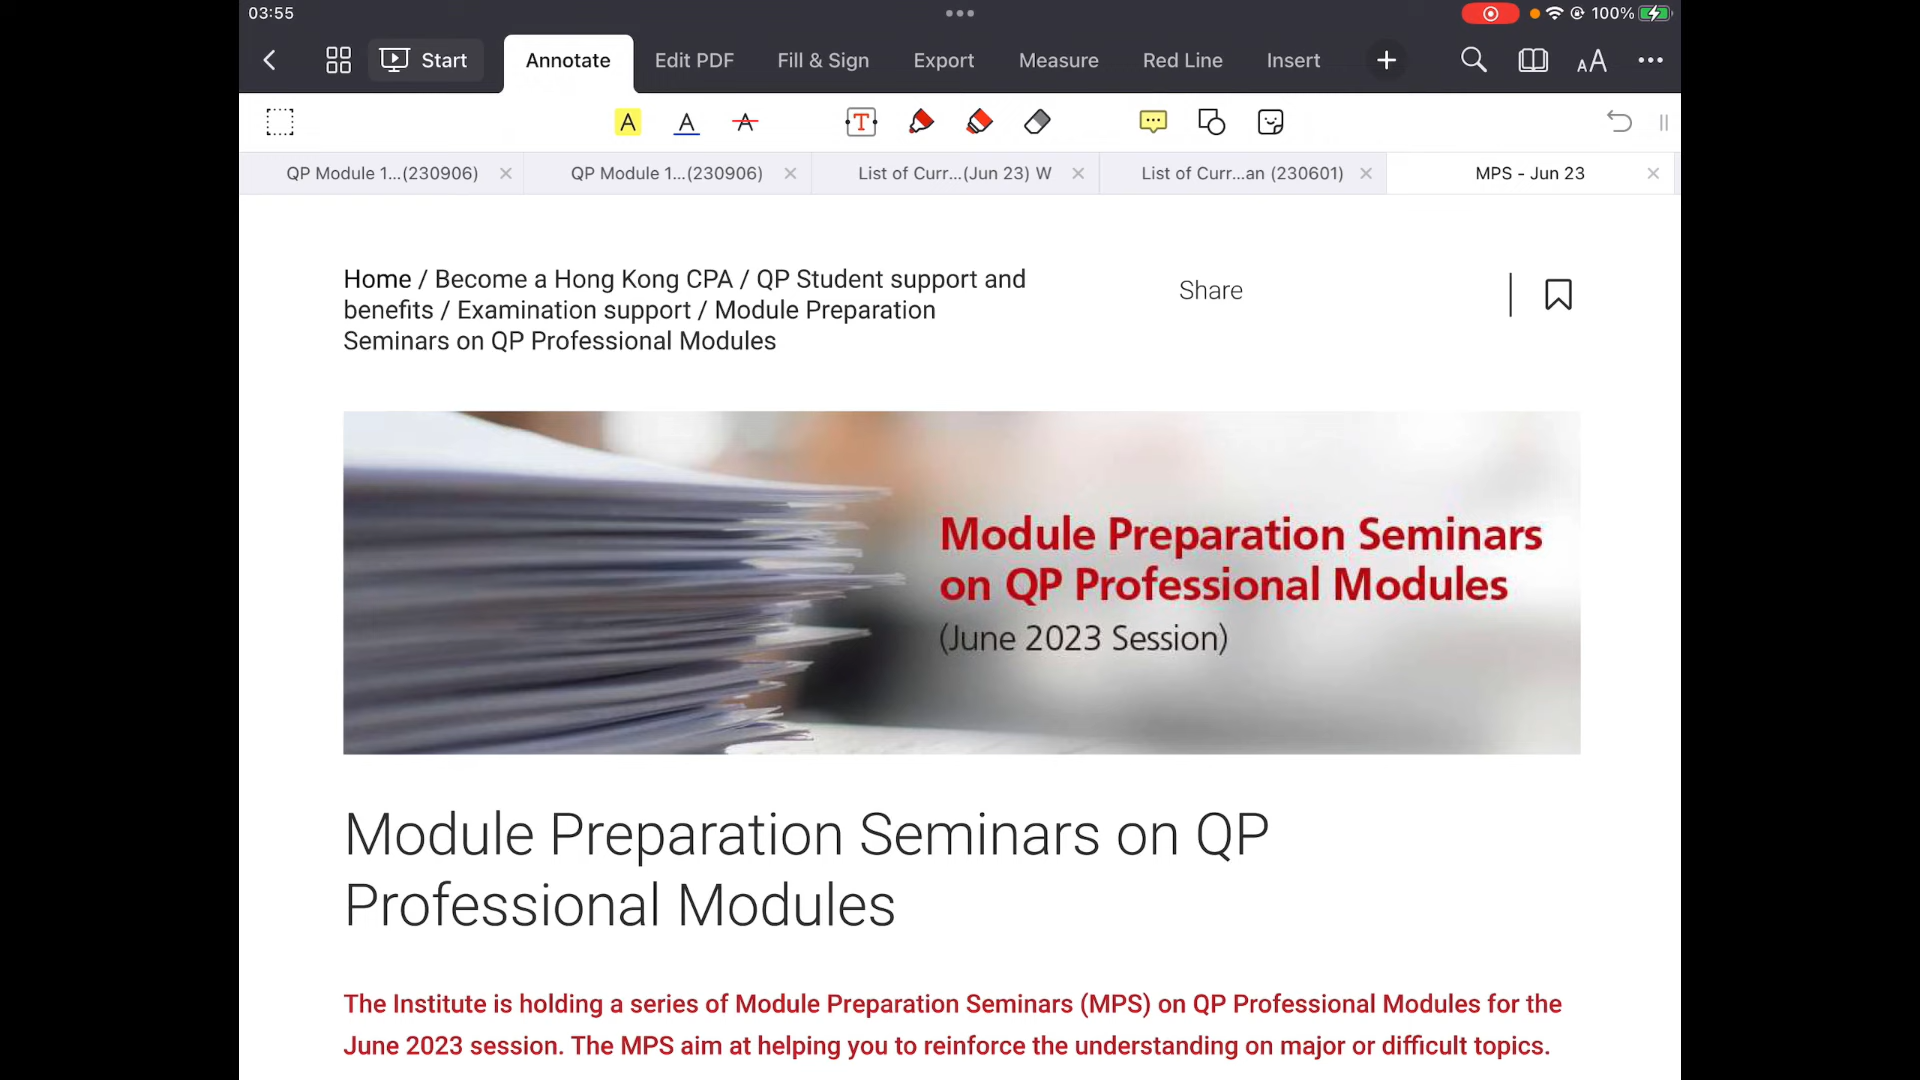 03:55
100%
Start
Annotate
Edit PDF
Fill & Sign
Export
Measure
Red Line
Insert
QP Module 1...(230906)
QP Module 1...(230906)
List of Curr...(Jun 23) W
List of Curr...an (230601)
MPS - Jun 23
Home / Become a Hong Kong CPA / QP Student support and
benefits / Examination support / Module Preparation
Seminars on QP Professional Modules
Share
Module Preparation Seminars
on QP Professional Modules
(June 2023 Session)
Module Preparation Seminars on QP
Professional Modules
The Institute is holding a series of Module Preparation Seminars (MPS) on QP Professional Modules for the
June 2023 session. The MPS aim at helping you to reinforce the understanding on major or difficult topics.